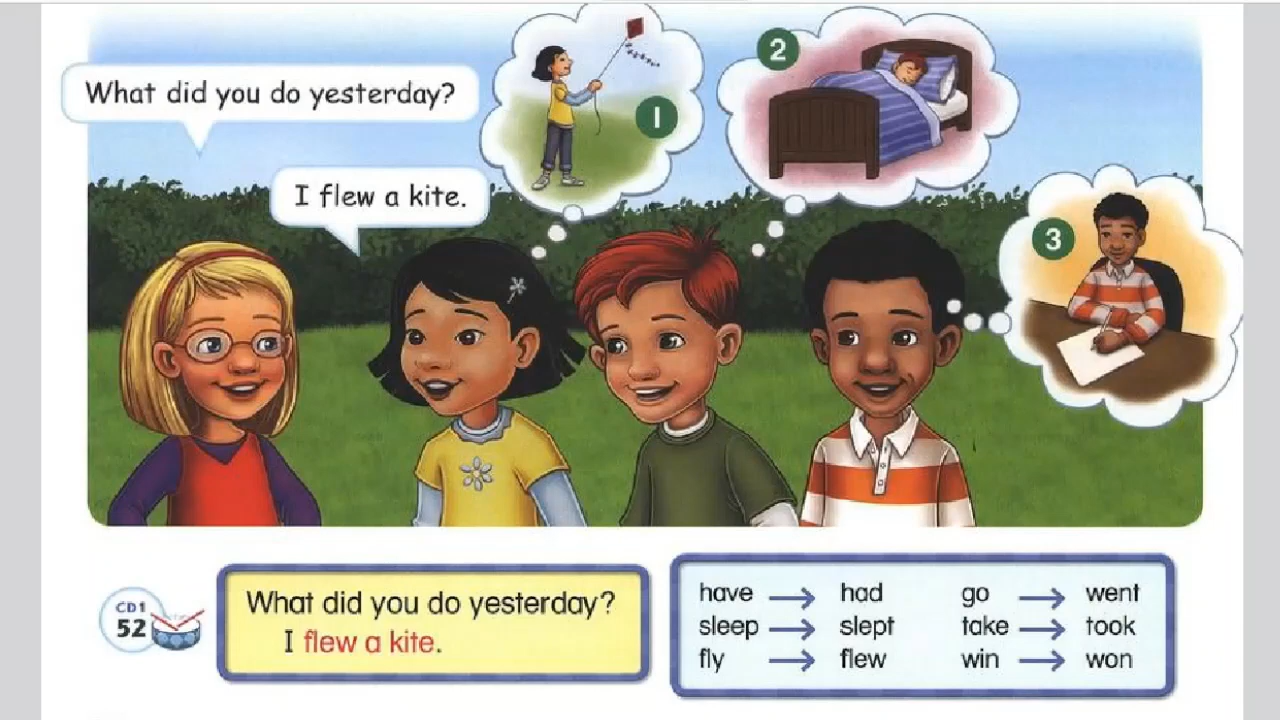 What did you do yesterday?
I flew a kite.
1
2
3
CD1
52
What did you do yesterday?
I flew a kite.
have → had go → went
sleep → slept take → took
fly → flew win → won